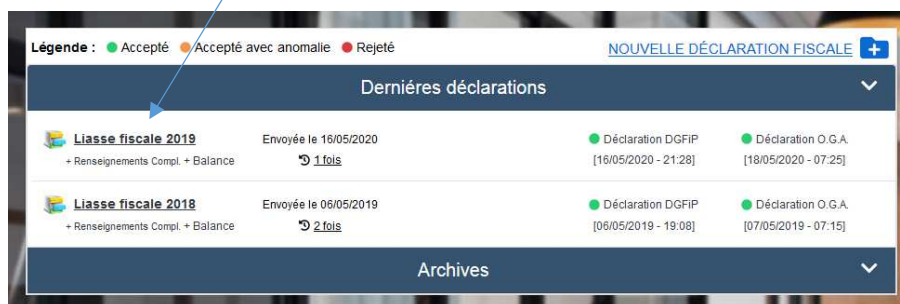 Légende : Accepté Accepté avec anomalie Rejeté NOUVELLE DÉCLARATION FISCALE
Derniéres déclarations
Liasse fiscale 2019 Envoyée le 16/05/2020 Déclaration DGFiP Déclaration O.G.A.
+ Renseignements Compl. + Balance 1 fois [16/05/2020 - 21:28] [18/05/2020 - 07:25]
Liasse fiscale 2018 Envoyée le 06/05/2019 Déclaration DGFiP Déclaration O.G.A.
+ Renseignements Compl. + Balance 2 fois [06/05/2019 - 19:08] [07/05/2019 - 07:15]
Archives